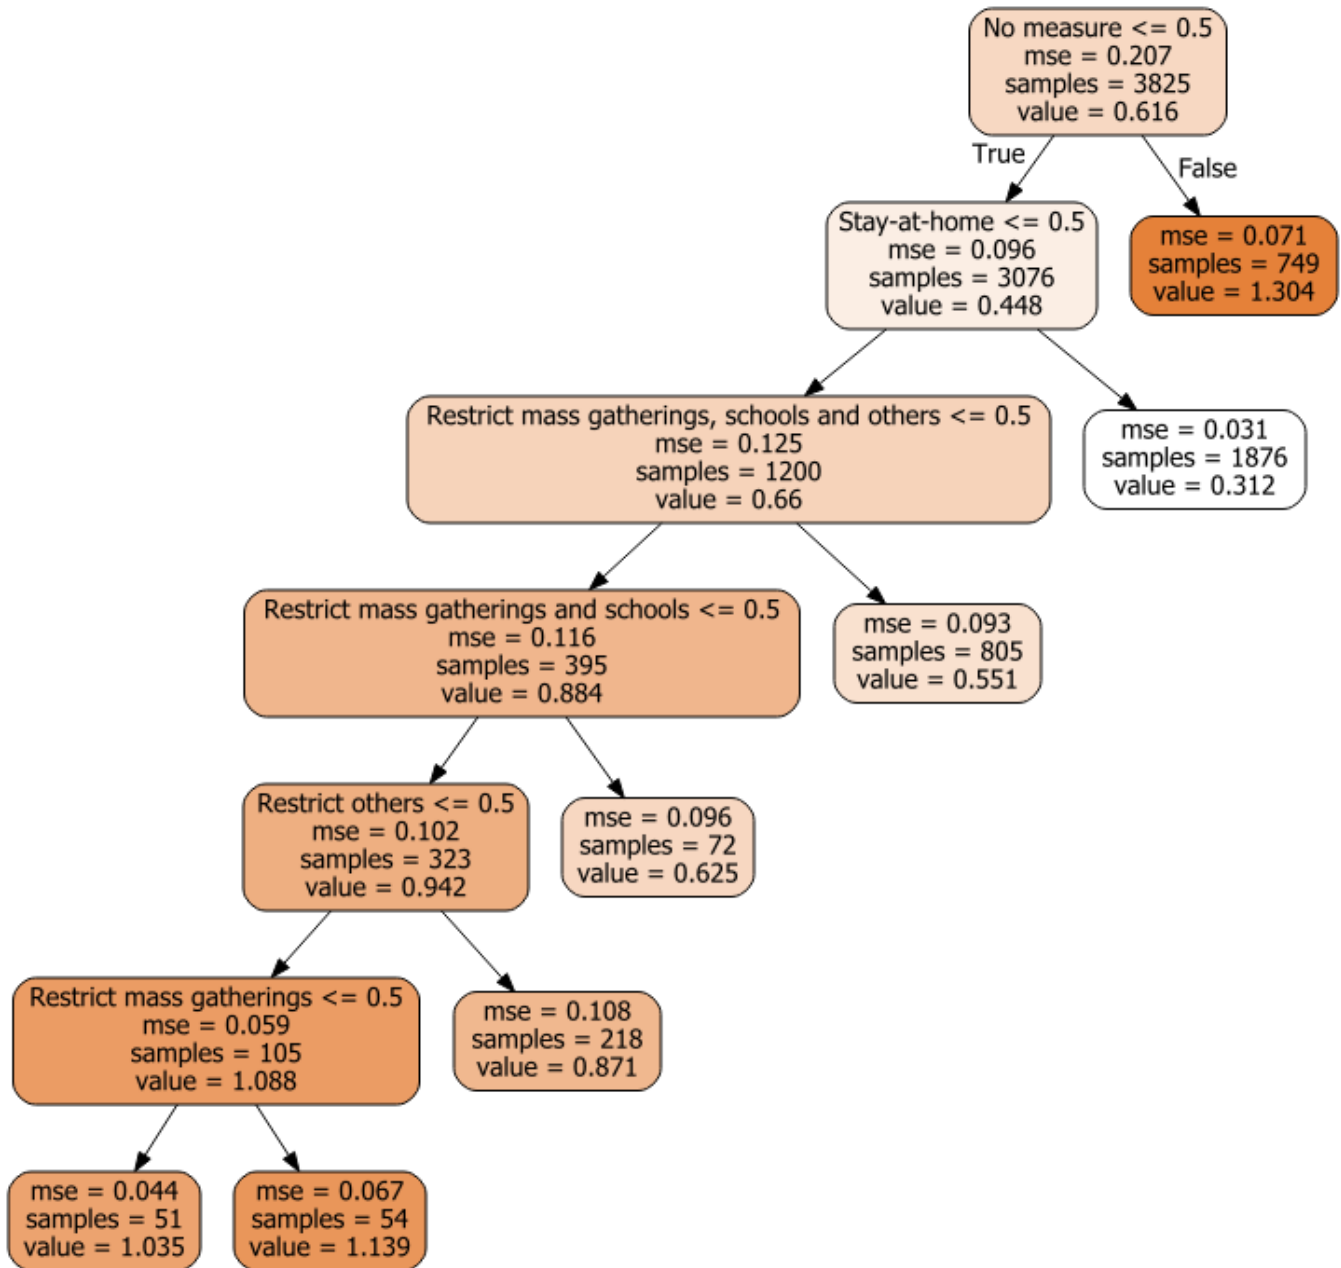 No measure <= 0.5
mse = 0.207
samples = 3825
value = 0.616
True
False
Stay-at-home <= 0.5
mse = 0.096
samples = 3076
value = 0.448
mse = 0.071
samples = 749
value = 1.304
Restrict mass gatherings, schools and others <= 0.5
mse = 0.125
samples = 1200
value = 0.66
mse = 0.031
samples = 1876
value = 0.312
Restrict mass gatherings and schools <= 0.5
mse = 0.116
samples = 395
value = 0.884
mse = 0.093
samples = 805
value = 0.551
Restrict others <= 0.5
mse = 0.102
samples = 323
value = 0.942
mse = 0.096
samples = 72
value = 0.625
Restrict mass gatherings <= 0.5
mse = 0.059
samples = 105
value = 1.088
mse = 0.108
samples = 218
value = 0.871
mse = 0.044
samples = 51
value = 1.035
mse = 0.067
samples = 54
value = 1.139